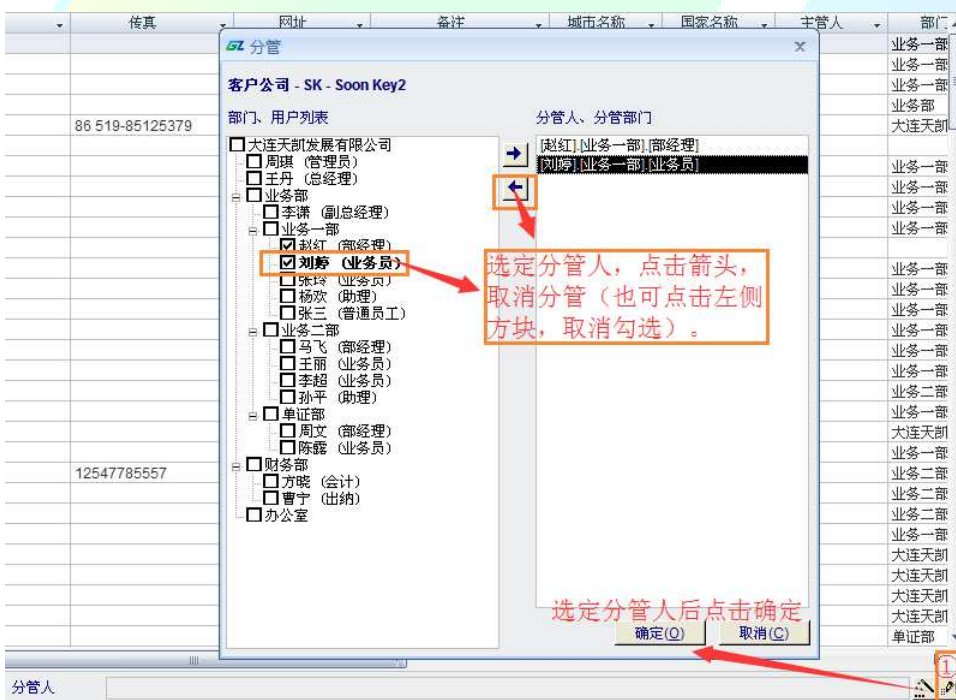 传真 网址 备注 城市名称 国家名称 主管人 部门
GZ 分管 x
客户公司 - SK - Soon Key2
部门、用户列表 分管人、分管部门
大连天凯发展有限公司
周琪 (管理员)
王丹 (总经理)
业务部
李潇 (副总经理)
业务一部
赵红 (部经理)
刘婷 (业务员)
张玲 (业务员)
杨欢 (助理)
张三 (普通员工)
业务二部
马飞 (部经理)
王丽 (业务员)
李超 (业务员)
孙平 (助理)
单证部
周文 (部经理)
陈露 (业务员)
财务部
方晓 (会计)
曹宁 (出纳)
办公室
[赵红].[业务一部].[部经理]
[刘婷].[业务一部].[业务员]
选定分管人，点击箭头，
取消分管（也可点击左侧
方块，取消勾选）。
选定分管人后点击确定
确定(O) 取消(C)
86 519-85125379
12547785557
业务一部
业务一部
业务一部
业务部
大连天凯
业务一部
业务一部
业务一部
业务一部
业务一部
业务一部
业务一部
业务一部
业务一部
业务一部
业务二部
业务一部
大连天凯
业务一部
业务二部
业务二部
业务二部
业务一部
大连天凯
大连天凯
大连天凯
大连天凯
单证部
分管人
1